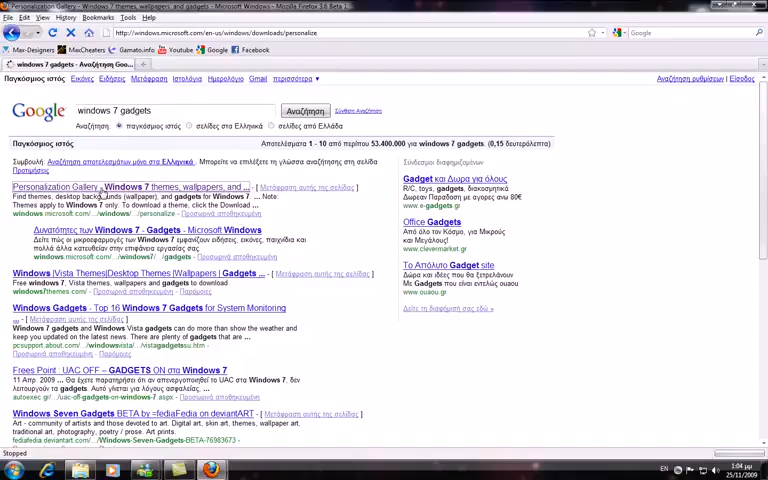 Personalization Gallery - Windows 7 themes, wallpapers, and gadgets - Microsoft Windows - Mozilla Firefox 3.6 Beta
File Edit View History Bookmarks Tools Help
http://windows.microsoft.com/en-us/windows/downloads/personalize
Google
Max-Designers MaxCheaters Gamato.info Youtube Google Facebook
windows 7 gadgets - Αναζήτηση Goo...
Παγκόσμιος ιστός Εικόνες Ειδήσεις Μετάφραση Ιστολόγια Ημερολόγιο Gmail περισσότερα ▼
Αναζήτηση ρυθμίσεων | Είσοδος
Google windows 7 gadgets Αναζήτηση Σύνθετη Αναζήτηση
Αναζήτηση: παγκόσμιο ιστό σελίδες στα Ελληνικά σελίδες από Ελλάδα
Παγκόσμιος ιστός Αποτελέσματα 1 - 10 από περίπου 53.400.000 για windows 7 gadgets. (0,15 δευτερόλεπτα)
Συμβουλή: Αναζήτηση αποτελεσμάτων μόνο στα Ελληνικά. Μπορείτε να επιλέξετε τη γλώσσα αναζήτησης στη σελίδα
Προτιμήσεις
Personalization Gallery - Windows 7 themes, wallpapers, and ... - [ Μετάφραση αυτής της σελίδας ]
Find themes, desktop backgrounds (wallpaper), and gadgets for Windows 7. ... Note:
Themes apply to Windows 7 only. To download a theme, click the Download ...
windows.microsoft.com/.../windows/.../personalize - Προσωρινά αποθηκευμένη
Δυνατότητες των Windows 7 - Gadgets - Microsoft Windows
Δείτε πώς οι μικροεφαρμογές των Windows 7 εμφανίζουν ειδήσεις, εικόνες, παιχνίδια και
πολλά άλλα κατευθείαν στην επιφάνεια εργασίας σας.
windows.microsoft.com/.../windows7/.../gadgets - Προσωρινά αποθηκευμένη
Windows |Vista Themes|Desktop Themes |Wallpapers | Gadgets ... - [ Μετάφραση αυτής της σελίδας ]
Free windows 7, Vista themes, wallpapers and gadgets to download.
windows7themes.com/ - Προσωρινά αποθηκευμένη - Παρόμοιες
Windows Gadgets - Top 16 Windows 7 Gadgets for System Monitoring
... - [ Μετάφραση αυτής της σελίδας ]
Windows 7 gadgets and Windows Vista gadgets can do more than show the weather and
keep you updated on the latest news. There are plenty of gadgets that are ...
pcsupport.about.com/.../windowsvista/.../vistagadgetssu.htm -
Προσωρινά αποθηκευμένη - Παρόμοιες
Frees Point : UAC OFF – GADGETS ON στα Windows 7
11 Απρ. 2009 ... Θα έχετε παρατηρήσει ότι αν απενεργοποιηθεί το UAC στα Windows 7, δεν
λειτουργούν τα gadgets. Αυτό γίνεται για λόγους ασφαλείας. ...
autoexec.gr/.../uac-off-gadgets-on-windows-7.aspx - Προσωρινά αποθηκευμένη
Windows Seven Gadgets BETA by =fediaFedia on deviantART - [ Μετάφραση αυτής της σελίδας ]
Art - community of artists and those devoted to art. Digital art, skin art, themes, wallpaper art,
traditional art, photography, poetry / prose. Art prints.
fediafedia.deviantart.com/.../Windows-Seven-Gadgets-BETA-76983673 -
Σύνδεσμοι διαφημιζομένων
Gadget και Δωρα για όλους
R/C, toys, gadgets, διασκημστικά
Δωρεαν Παραδοση με αγορες ανω 80€
www.e-gadgets.gr
Office Gadgets
Από όλο τον Κόσμο, για Μικρούς
και Μεγάλους!
www.clevermarket.gr
Το Απόλυτο Gadget site
Δώρα και ιδέες που θα ξετρελάνουν
Με Gadgets που είναι εντελώς ouaou!
www.ouaou.gr
Δείτε τη διαφήμισή σας εδώ »
Stopped
EN
1:04 μμ
25/11/2009